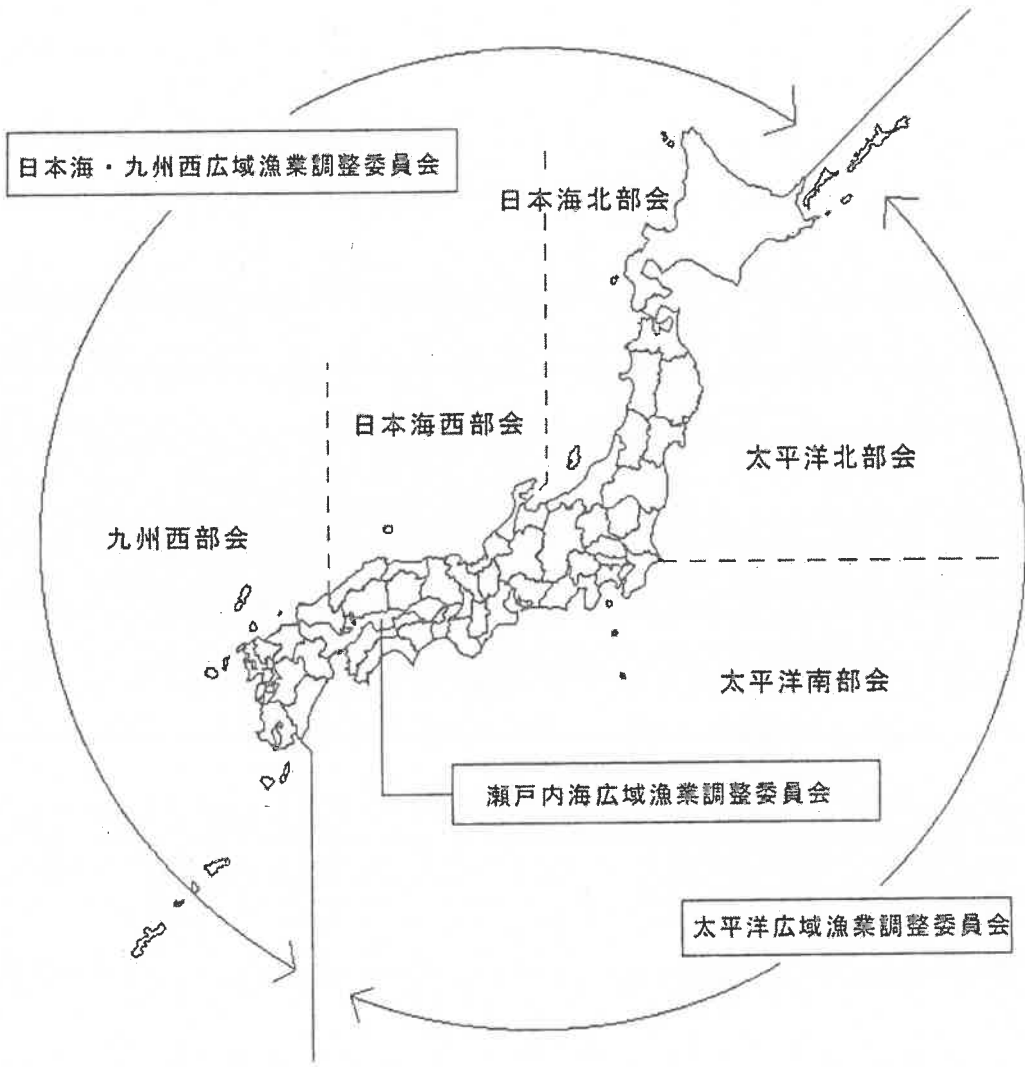 日本海・九州西広域漁業調整委員会
日本海北部会
日本海西部会
太平洋北部会
九州西部会
太平洋南部会
瀬戸内海広域漁業調整委員会
太平洋広域漁業調整委員会